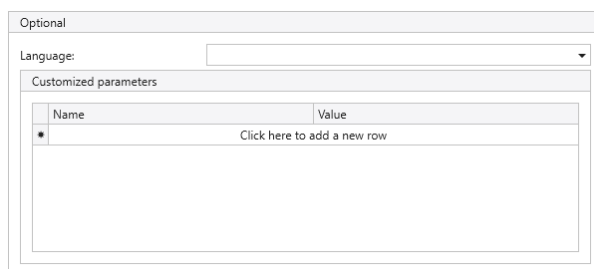 Optional
Language:
Customized parameters
Name Value
Click here to add a new row